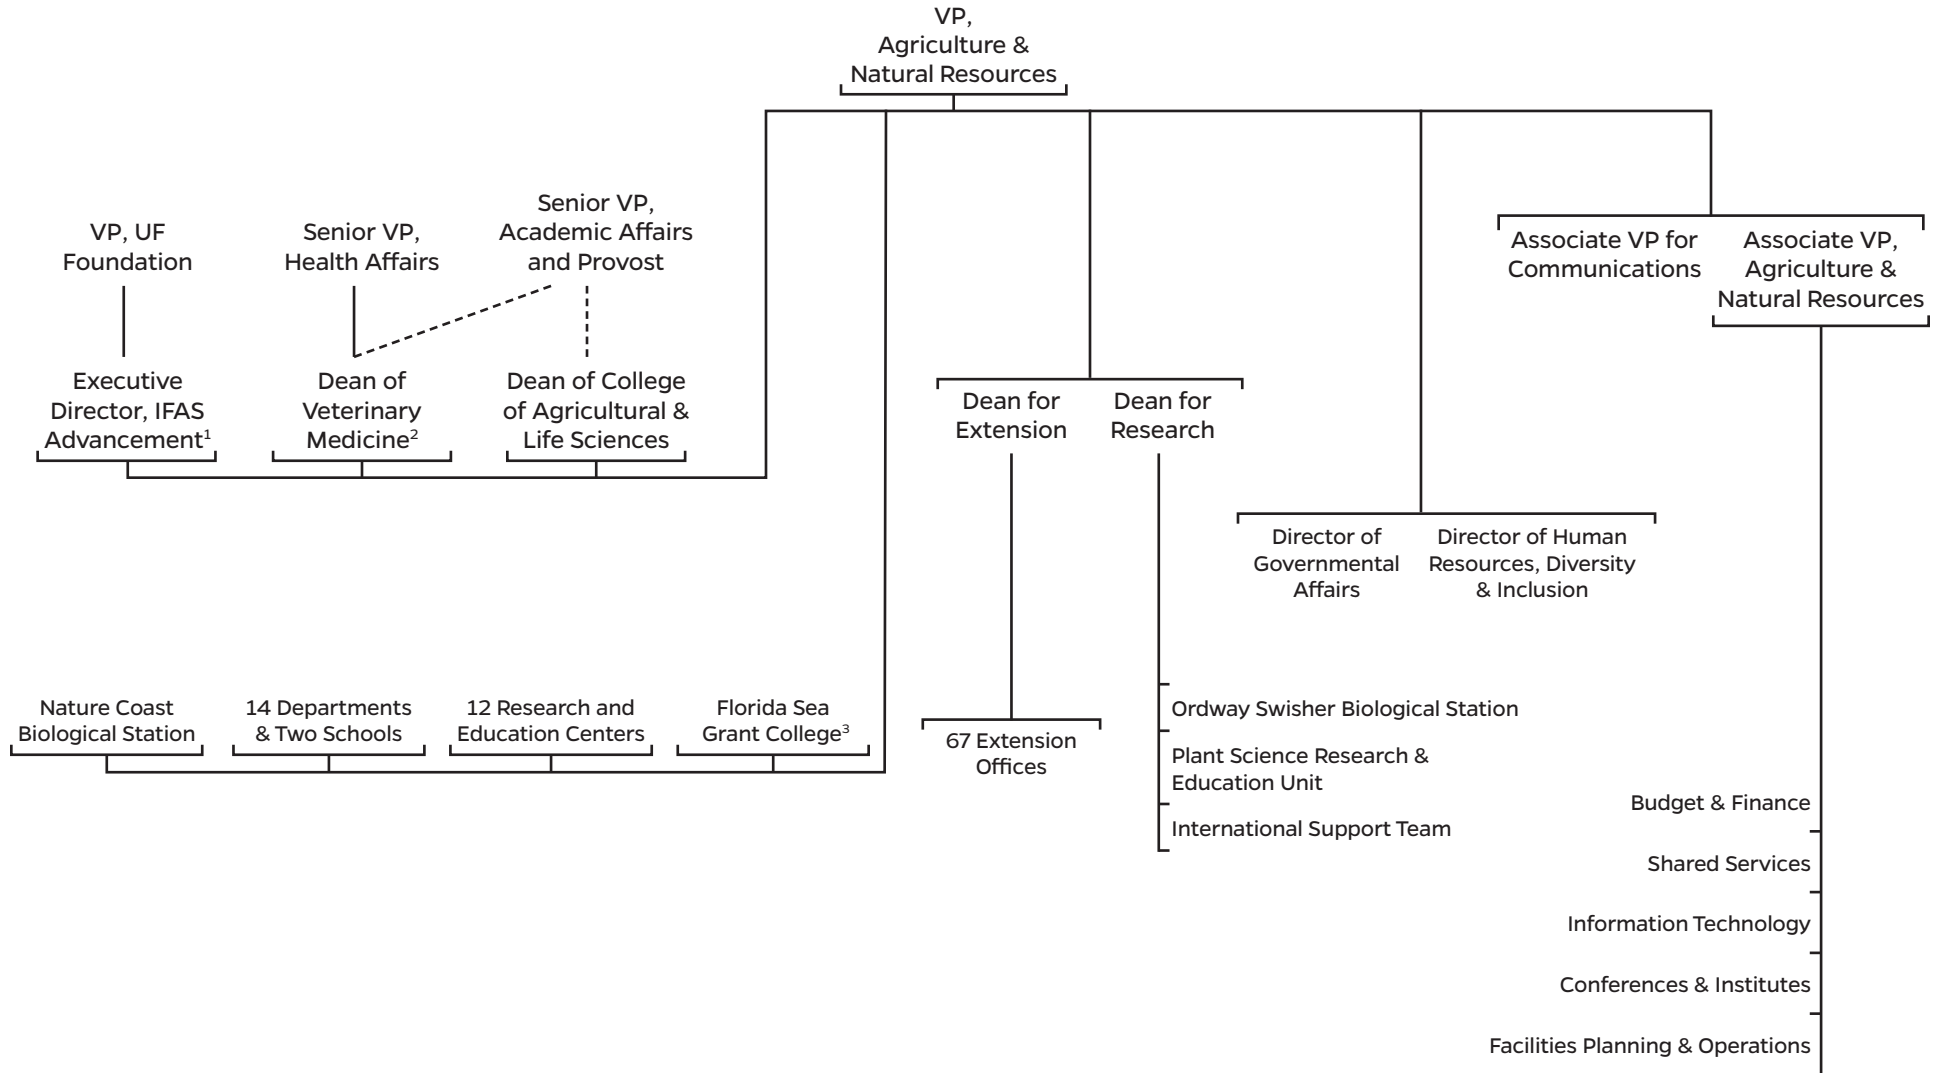 VP,
Agriculture &
Natural Resources
VP, UF
Foundation
Senior VP,
Health Affairs
Senior VP,
Academic Affairs
and Provost
Associate VP for
Communications
Associate VP,
Agriculture &
Natural Resources
Executive
Director, IFAS
Advancement¹
Dean of
Veterinary
Medicine²
Dean of College
of Agricultural &
Life Sciences
Dean for
Extension
Dean for
Research
Director of
Governmental
Affairs
Director of Human
Resources, Diversity
& Inclusion
Nature Coast
Biological Station
14 Departments
& Two Schools
12 Research and
Education Centers
Florida Sea
Grant College³
67 Extension
Offices
Ordway Swisher Biological Station
Plant Science Research &
Education Unit
International Support Team
Budget & Finance
Shared Services
Information Technology
Conferences & Institutes
Facilities Planning & Operations